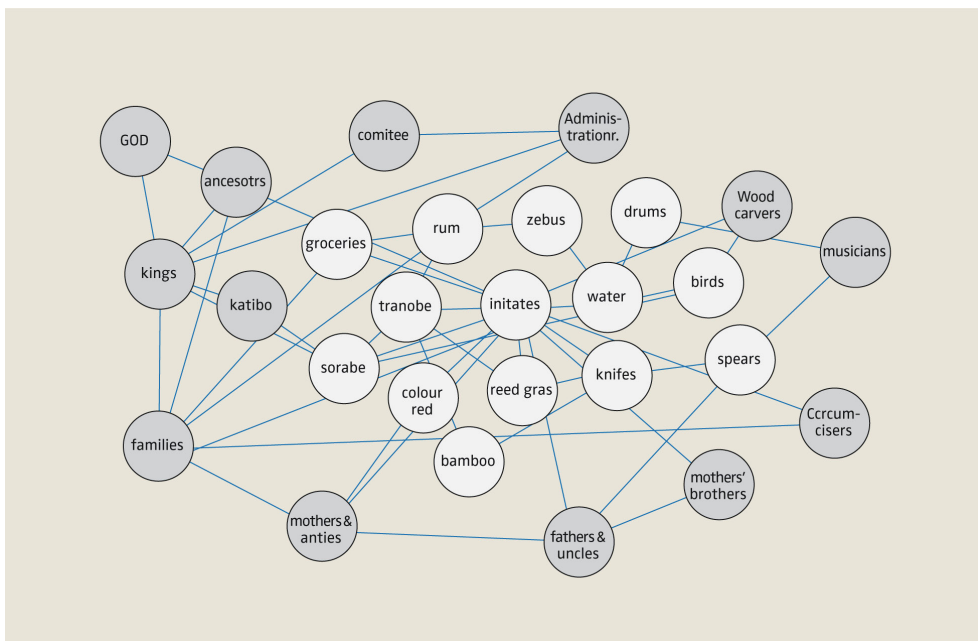 Adminis-
trationr.
GOD
comitee
ancesotrs
Wood
carvers
rum
zebus
drums
groceries
musicians
kings
katibo
tranobe
initates
water
birds
sorabe
colour
red
reed gras
knifes
spears
Ccrcum-
cisers
families
bamboo
mothers'
brothers
mothers &
anties
fathers &
uncles